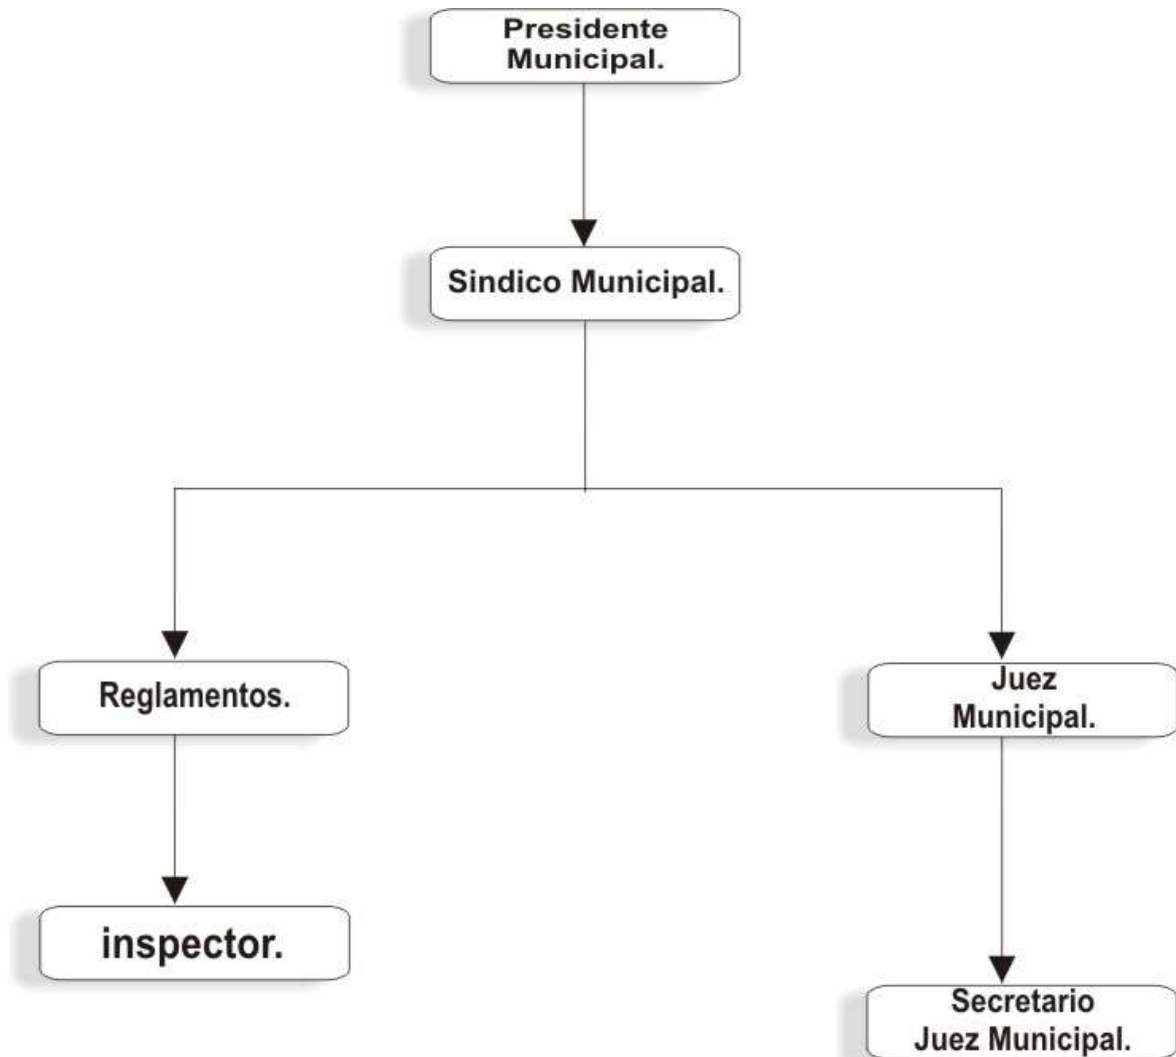 Presidente
Municipal.
Sindico Municipal.
Reglamentos.
Juez
Municipal.
inspector.
Secretario
Juez Municipal.